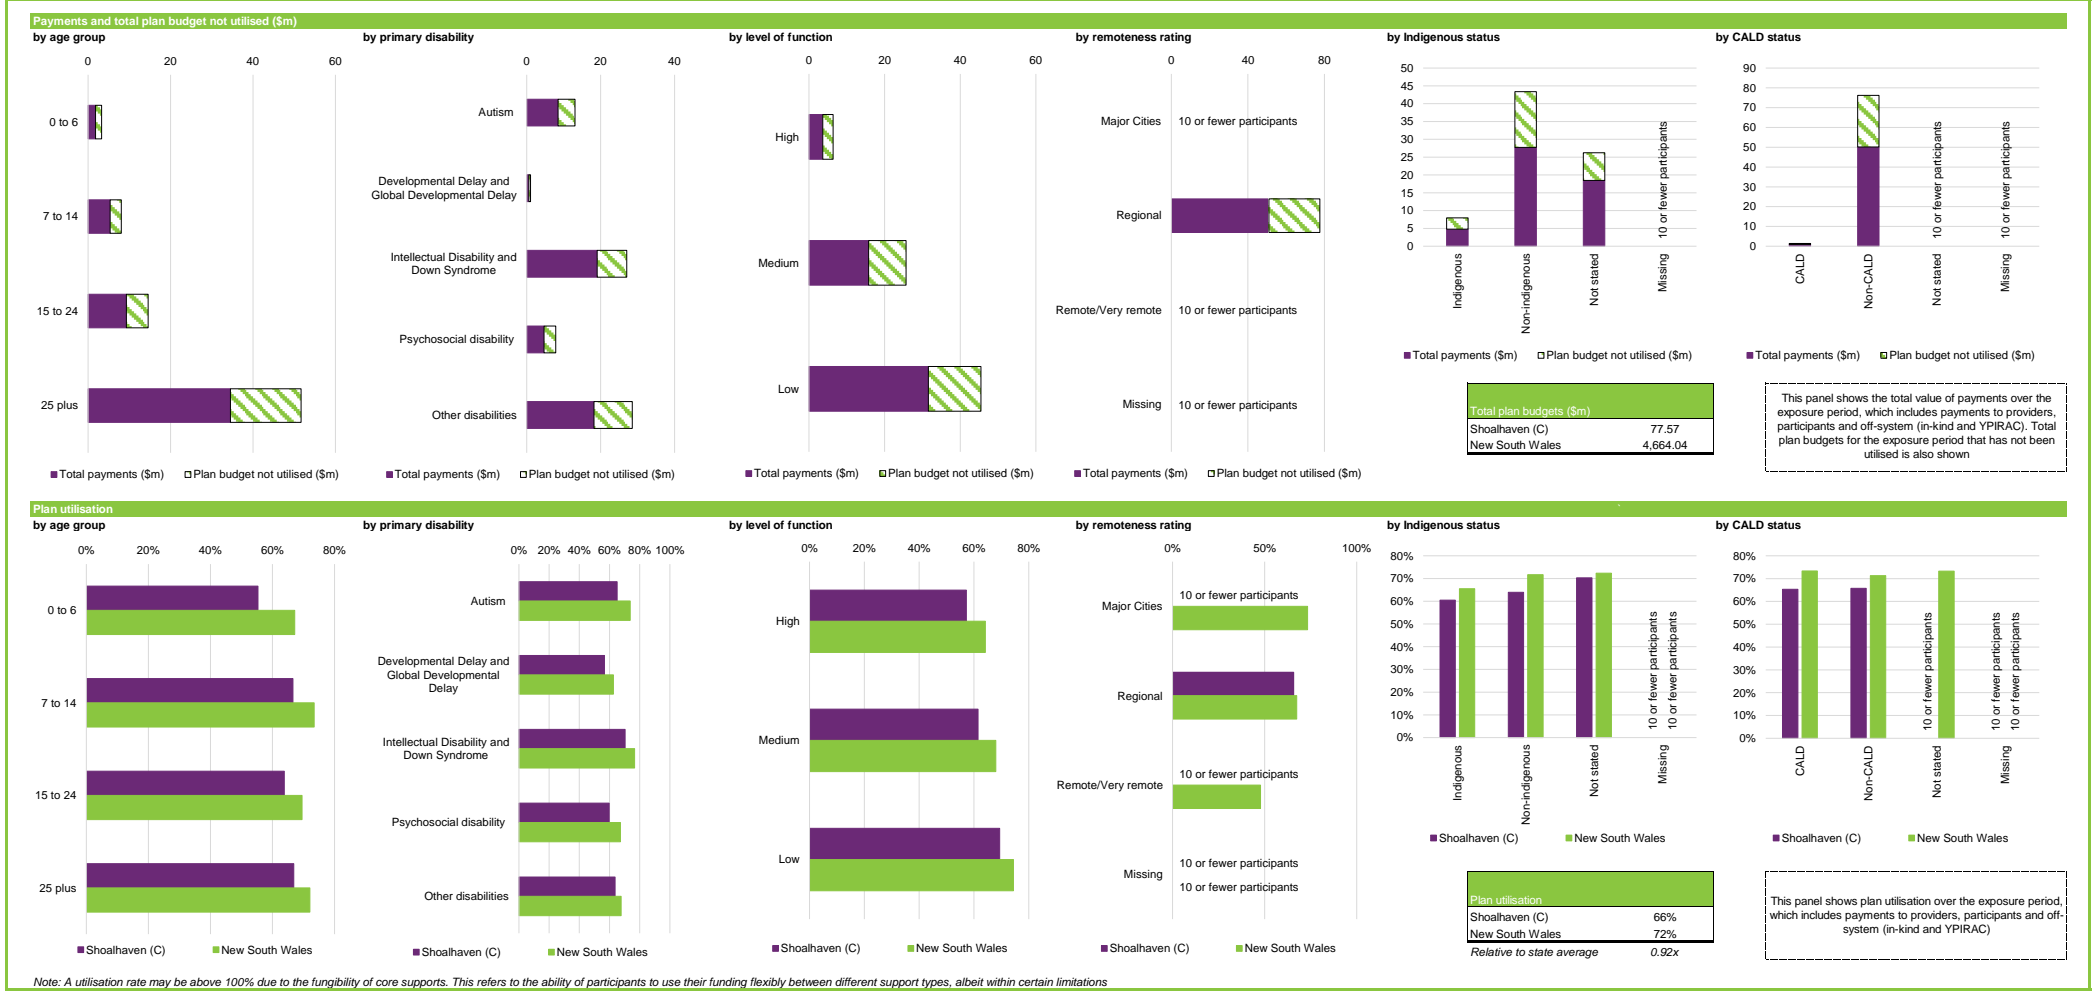 Payments and total plan budget not utilised ($m)
by age group
0 20 40 60
0 to 6
7 to 14
15 to 24
25 plus
Total payments ($m) Plan budget not utilised ($m)
by primary disability
0 20 40
Autism
Developmental Delay and
Global Developmental Delay
Intellectual Disability and
Down Syndrome
Psychosocial disability
Other disabilities
Total payments ($m) Plan budget not utilised ($m)
by level of function
0 20 40 60
High
Medium
Low
Total payments ($m) Plan budget not utilised ($m)
by remoteness rating
0 40 80
Major Cities 10 or fewer participants
Regional
Remote/Very remote 10 or fewer participants
Missing 10 or fewer participants
Total payments ($m) Plan budget not utilised ($m)
by Indigenous status
50
45
40
35
30
25
20
15
10
5
0
10 or fewer participants
Indigenous
Non-indigenous
Not stated
Missing
Total payments ($m) Plan budget not utilised ($m)
by CALD status
90
80
70
60
50
40
30
20
10
0
10 or fewer participants
10 or fewer participants
CALD
Non-CALD
Not stated
Missing
Total payments ($m) Plan budget not utilised ($m)
Total plan budgets ($m)
Shoalhaven (C) 77.57
New South Wales 4,664.04
This panel shows the total value of payments over the
exposure period, which includes payments to providers,
participants and off-system (in-kind and YPIRAC). Total
plan budgets for the exposure period that has not been
utilised is also shown
Plan utilisation
by age group
0% 20% 40% 60% 80%
0 to 6
7 to 14
15 to 24
25 plus
Shoalhaven (C) New South Wales
by primary disability
0% 20% 40% 60% 80% 100%
Autism
Developmental Delay and
Global Developmental
Delay
Intellectual Disability and
Down Syndrome
Psychosocial disability
Other disabilities
Shoalhaven (C) New South Wales
by level of function
0% 20% 40% 60% 80%
High
Medium
Low
Shoalhaven (C) New South Wales
by remoteness rating
0% 50% 100%
10 or fewer participants
Major Cities
Regional
10 or fewer participants
Remote/Very remote
10 or fewer participants
Missing
10 or fewer participants
Shoalhaven (C) New South Wales
by Indigenous status
80%
70%
60%
50%
40%
30%
20%
10%
0%
10 or fewer participants
10 or fewer participants
Indigenous
Non-indigenous
Not stated
Missing
Shoalhaven (C) New South Wales
by CALD status
80%
70%
60%
50%
40%
30%
20%
10%
0%
10 or fewer participants
10 or fewer participants
10 or fewer participants
CALD
Non-CALD
Not stated
Missing
Shoalhaven (C) New South Wales
Plan utilisation
Shoalhaven (C) 66%
New South Wales 72%
Relative to state average 0.92x
This panel shows plan utilisation over the exposure period,
which includes payments to providers, participants and off-
system (in-kind and YPIRAC)
Note: A utilisation rate may be above 100% due to the fungibility of core supports. This refers to the ability of participants to use their funding flexibly between different support types, albeit within certain limitations